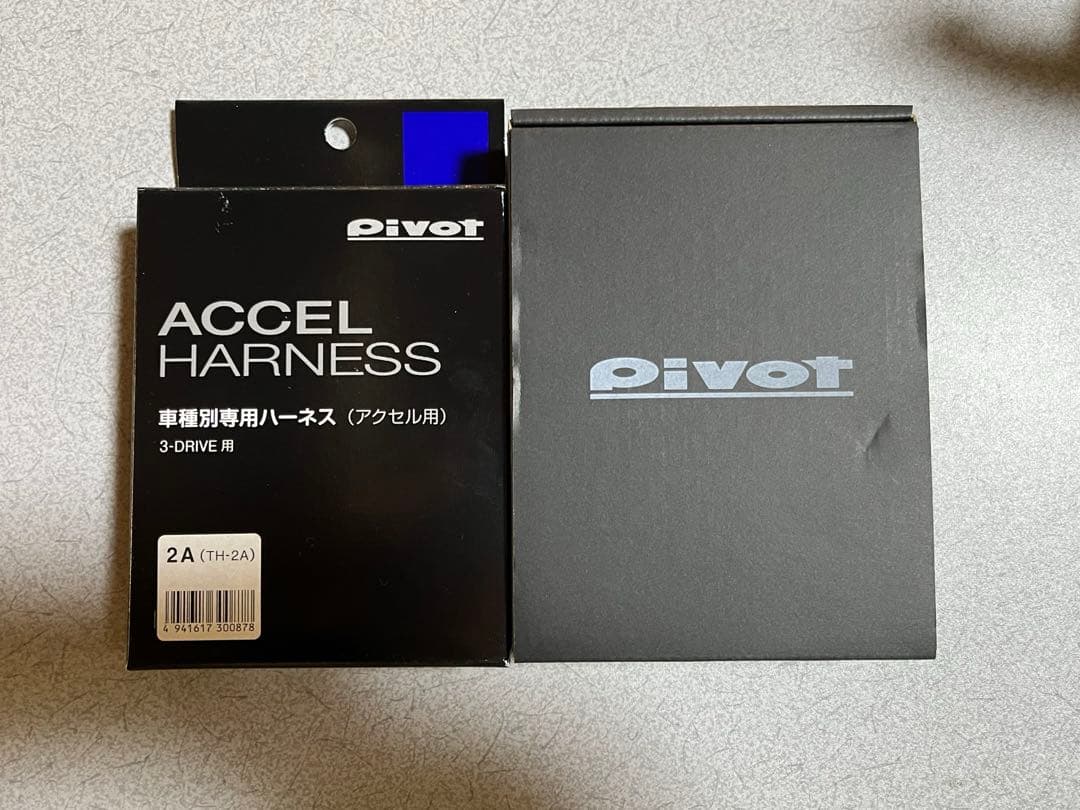 pivot
ACCEL
HARNESS
車種別専用ハーネス（アクセル用）
3-DRIVE 用
2A (TH-2A)
4 941617 300878
pivot